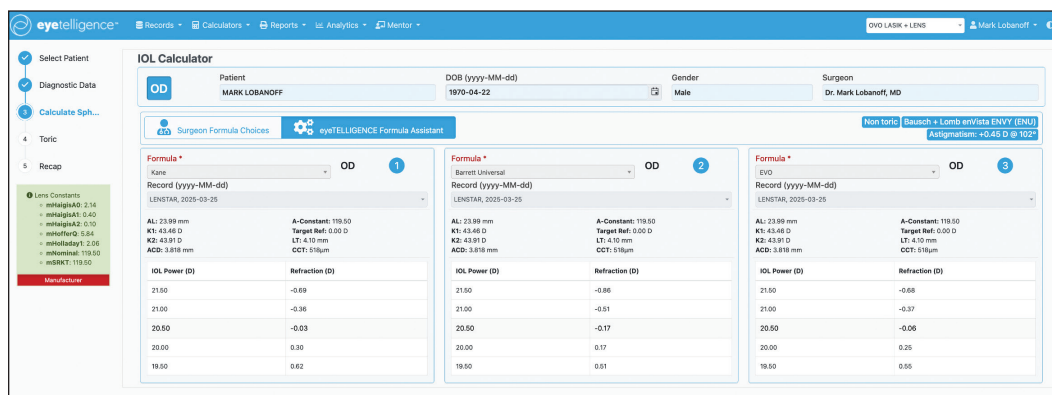 eyetelligence
Records Calculators Reports Analytics Mentor OVO LASIK + LENS Mark Lobanoff
Select Patient
Diagnostic Data
3 Calculate Sph...
4 Toric
5 Recap
Lens Constants
mHaigisA0: 2.14
mHaigisA1: 0.40
mHaigisA2: 0.10
mHofferQ: 5.84
mHolladay1: 2.06
mNominal: 119.50
mSRKT: 119.50
Manufacturer
IOL Calculator
OD
Patient DOB (yyyy-MM-dd) Gender Surgeon
MARK LOBANOFF 1970-04-22 Male Dr. Mark Lobanoff, MD
Surgeon Formula Choices eyeTELLIGENCE Formula Assistant
Non toric Bausch + Lomb enVista ENVY (ENU)
Astigmatism: +0.45 D @ 102°
Formula *
Kane OD 1
Record (yyyy-MM-dd)
LENSTAR, 2025-03-25
AL: 23.99 mm A-Constant: 119.50
K1: 43.46 D Target Ref: 0.00 D
K2: 43.91 D LT: 4.10 mm
ACD: 3.818 mm CCT: 518µm
IOL Power (D) Refraction (D)
21.50 -0.69
21.00 -0.36
20.50 -0.03
20.00 0.30
19.50 0.62
Formula *
Barrett Universal OD 2
Record (yyyy-MM-dd)
LENSTAR, 2025-03-25
AL: 23.99 mm A-Constant: 119.50
K1: 43.46 D Target Ref: 0.00 D
K2: 43.91 D LT: 4.10 mm
ACD: 3.818 mm CCT: 518µm
IOL Power (D) Refraction (D)
21.50 -0.86
21.00 -0.51
20.50 -0.17
20.00 0.17
19.50 0.51
Formula *
EVO OD 3
Record (yyyy-MM-dd)
LENSTAR, 2025-03-25
AL: 23.99 mm A-Constant: 119.50
K1: 43.46 D Target Ref: 0.00 D
K2: 43.91 D LT: 4.10 mm
ACD: 3.818 mm CCT: 518µm
IOL Power (D) Refraction (D)
21.50 -0.68
21.00 -0.37
20.50 -0.06
20.00 0.25
19.50 0.55